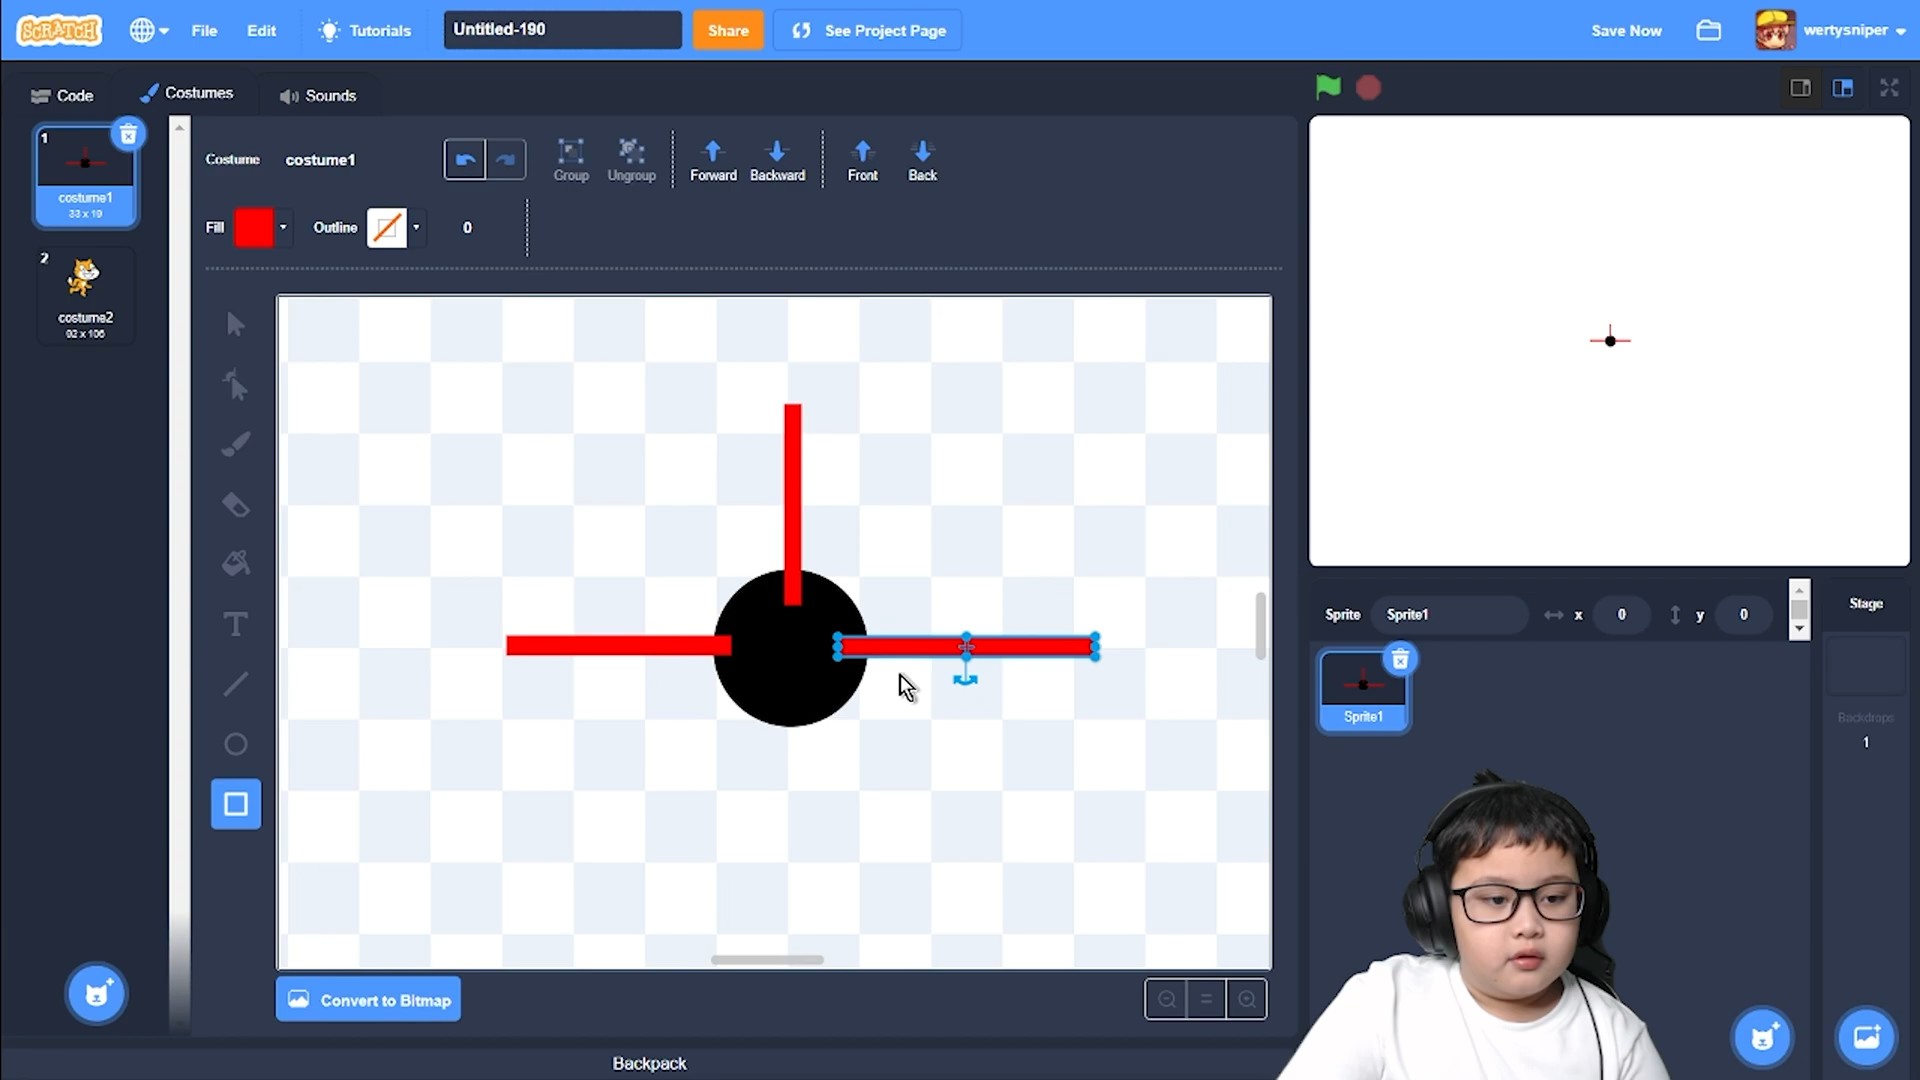 SCRATCH
File
Edit
Tutorials
Untitled-190
Share
See Project Page
Save Now
wertysniper
Code
Costumes
Sounds
1
costume1
33 x 19
2
costume2
92 x 106
Costume
costume1
Group
Ungroup
Forward
Backward
Front
Back
Fill
Outline
0
T
Convert to Bitmap
Backpack
Sprite
Sprite1
x
0
y
0
Sprite1
Stage
Backdrops
1